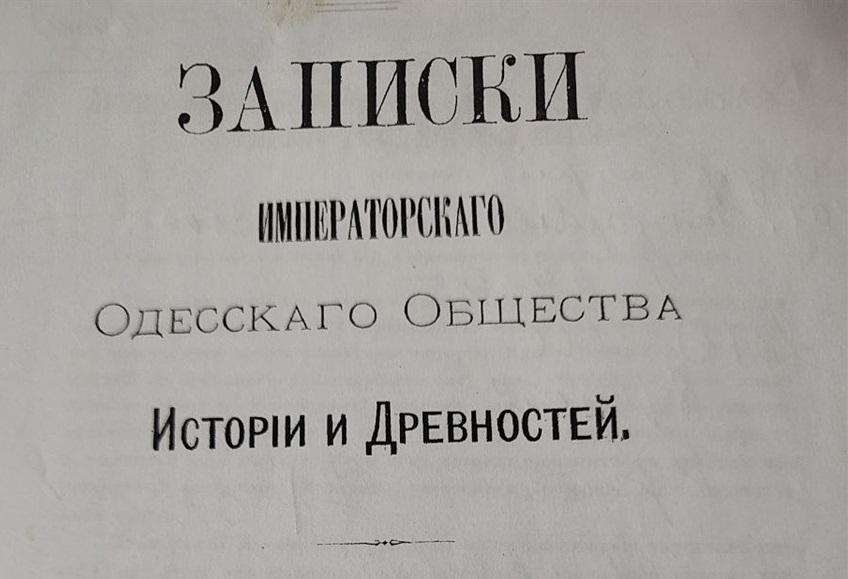 ЗАПИСКИ
ИМПЕРАТОРСКАГО
ОДЕССКАГО ОБЩЕСТВА
ИСТОРІИ И ДРЕВНОСТЕЙ.